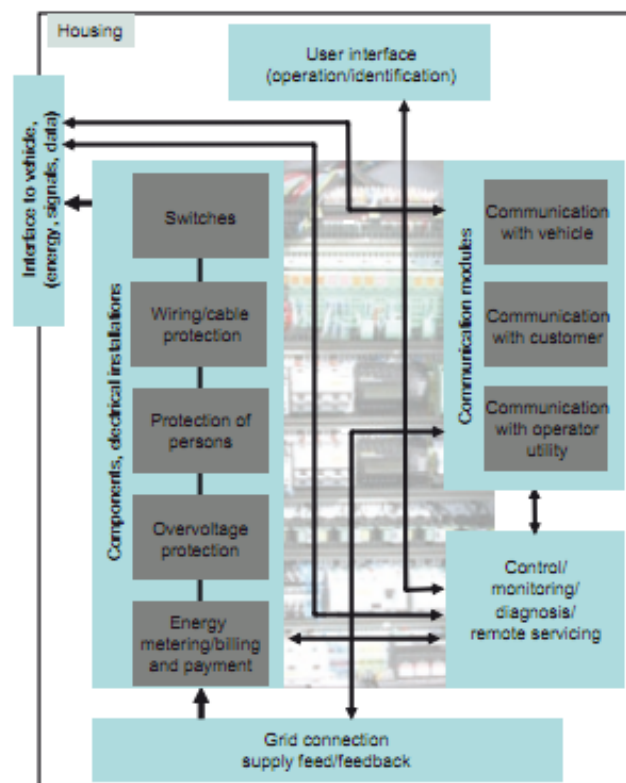 Housing
User interface
(operation/identification)
Interface to vehicle,
(energy, signals, data)
Components, electrical installations
Switches
Wiring/cable
protection
Protection of
persons
Overvoltage
protection
Energy
metering/billing
and payment
Communication modules
Communication
with vehicle
Communication
with customer
Communication
with operator
utility
Control/
monitoring/
diagnosis/
remote servicing
Grid connection
supply feed/feedback